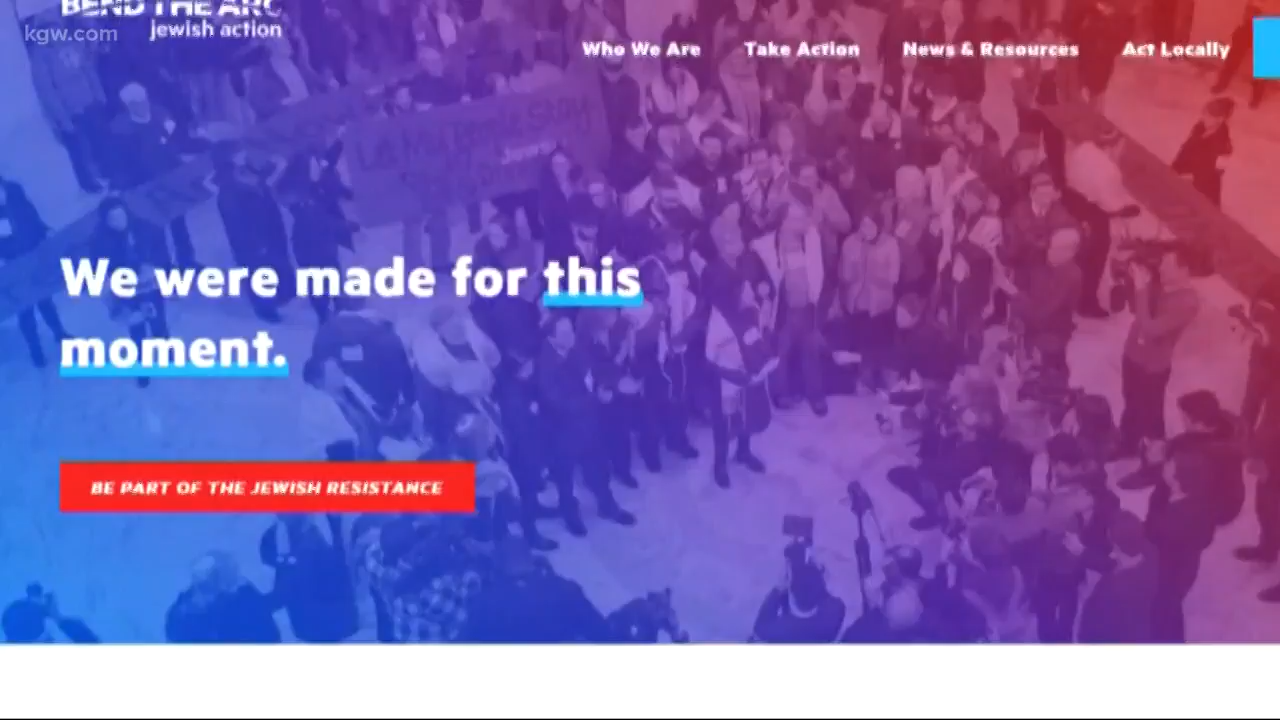 BEND THE ARC
kgw.com
jewish action
Who We Are Take Action News & Resources Act Locally
We were made for this
moment.
BE PART OF THE JEWISH RESISTANCE